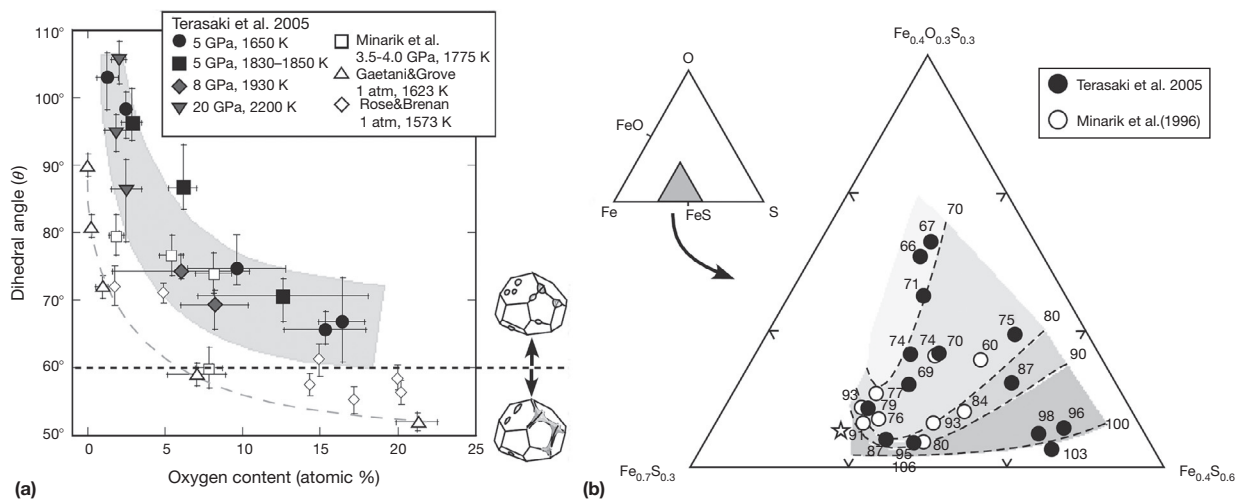 110°
100°
90°
80°
70°
60°
50°
Dihedral angle (θ)
0
5
10
15
20
25
Oxygen content (atomic %)
Terasaki et al. 2005
5 GPa, 1650 K
5 GPa, 1830–1850 K
8 GPa, 1930 K
20 GPa, 2200 K
Minarik et al.
3.5-4.0 GPa, 1775 K
Gaetani&Grove
1 atm, 1623 K
Rose&Brenan
1 atm, 1573 K
(a)
O
FeO
Fe
FeS
S
Fe0.4O0.3S0.3
Terasaki et al. 2005
Minarik et al.(1996)
70
67
66
71
80
75
74
74
70
60
90
69
87
77
93
79
84
76
98
96
100
91
93
87
95
80
103
106
Fe0.7S0.3
Fe0.4S0.6
(b)